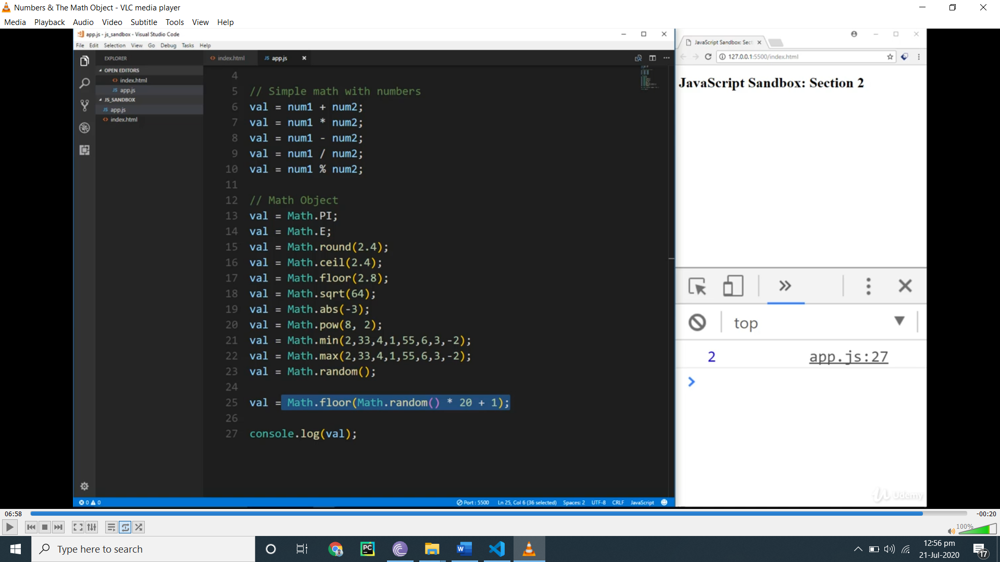 Numbers & The Math Object - VLC media player
Media Playback Audio Video Subtitle Tools View Help
app.js - js_sandbox - Visual Studio Code
File Edit Selection View Go Debug Tasks Help
EXPLORER
OPEN EDITORS
index.html
app.js
JS_SANDBOX
JS app.js
index.html
index.html
JS app.js
4
5 // Simple math with numbers
6 val = num1 + num2;
7 val = num1 * num2;
8 val = num1 - num2;
9 val = num1 / num2;
10 val = num1 % num2;
11
12 // Math Object
13 val = Math.PI;
14 val = Math.E;
15 val = Math.round(2.4);
16 val = Math.ceil(2.4);
17 val = Math.floor(2.8);
18 val = Math.sqrt(64);
19 val = Math.abs(-3);
20 val = Math.pow(8, 2);
21 val = Math.min(2,33,4,1,55,6,3,-2);
22 val = Math.max(2,33,4,1,55,6,3,-2);
23 val = Math.random();
24
25 val = Math.floor(Math.random() * 20 + 1);
26
27 console.log(val);
0 0
Port : 5500 Ln 25, Col 6 (36 selected) Spaces: 2 UTF-8 CRLF JavaScript
JavaScript Sandbox: Sect
127.0.0.1:5500/index.html
JavaScript Sandbox: Section 2
top
2 app.js:27
Udemy
06:58
-00:20
100%
Type here to search
PC
W
12:56 pm
21-Jul-2020
17